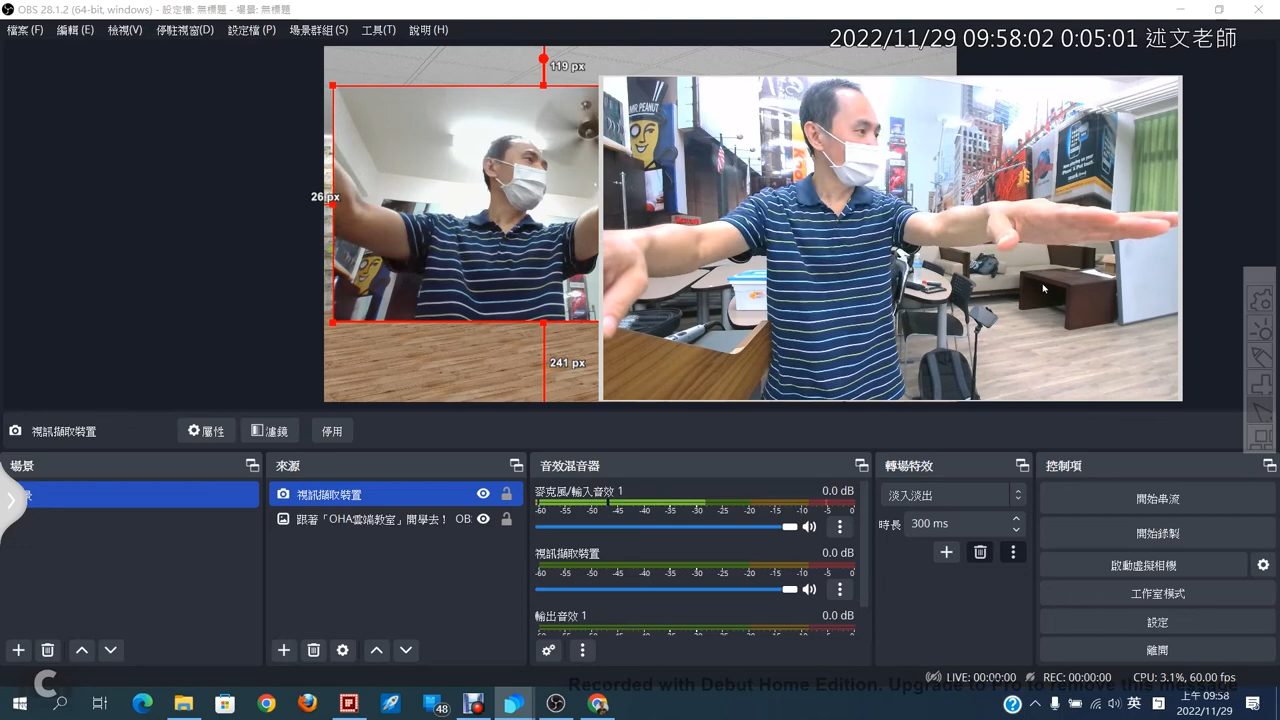 OBS 28.1.2 (64-bit, windows) - 設定檔: 無標題 - 場景: 無標題
檔案 (F) 編輯 (E) 檢視(V) 停駐視窗(D) 設定檔 (P) 場景群組 (S) 工具(T) 說明 (H)
2022/11/29 09:58:02 0:05:01 述文老師
119 px
MR. PEANUT
26 px
241 px
視訊擷取裝置 屬性 濾鏡 停用
場景 來源 音效混音器 轉場特效 控制項
景
視訊擷取裝置
跟著「OHA雲端教室」開學去! OB
麥克風/輸入音效 1 0.0 dB
-60 -55 -50 -45 -40 -35 -30 -25 -20 -15 -10 -5 0
視訊擷取裝置 0.0 dB
-60 -55 -50 -45 -40 -35 -30 -25 -20 -15 -10 -5 0
輸出音效 1 0.0 dB
淡入淡出
時長 300 ms
開始串流
開始錄製
啟動虛擬相機
工作室模式
設定
離開
LIVE: 00:00:00 REC: 00:00:00 CPU: 3.1%, 60.00 fps
Recorded with Debut Home Edition. Upgrade to Pro to remove this message
C
48
英
上午 09:58
2022/11/29